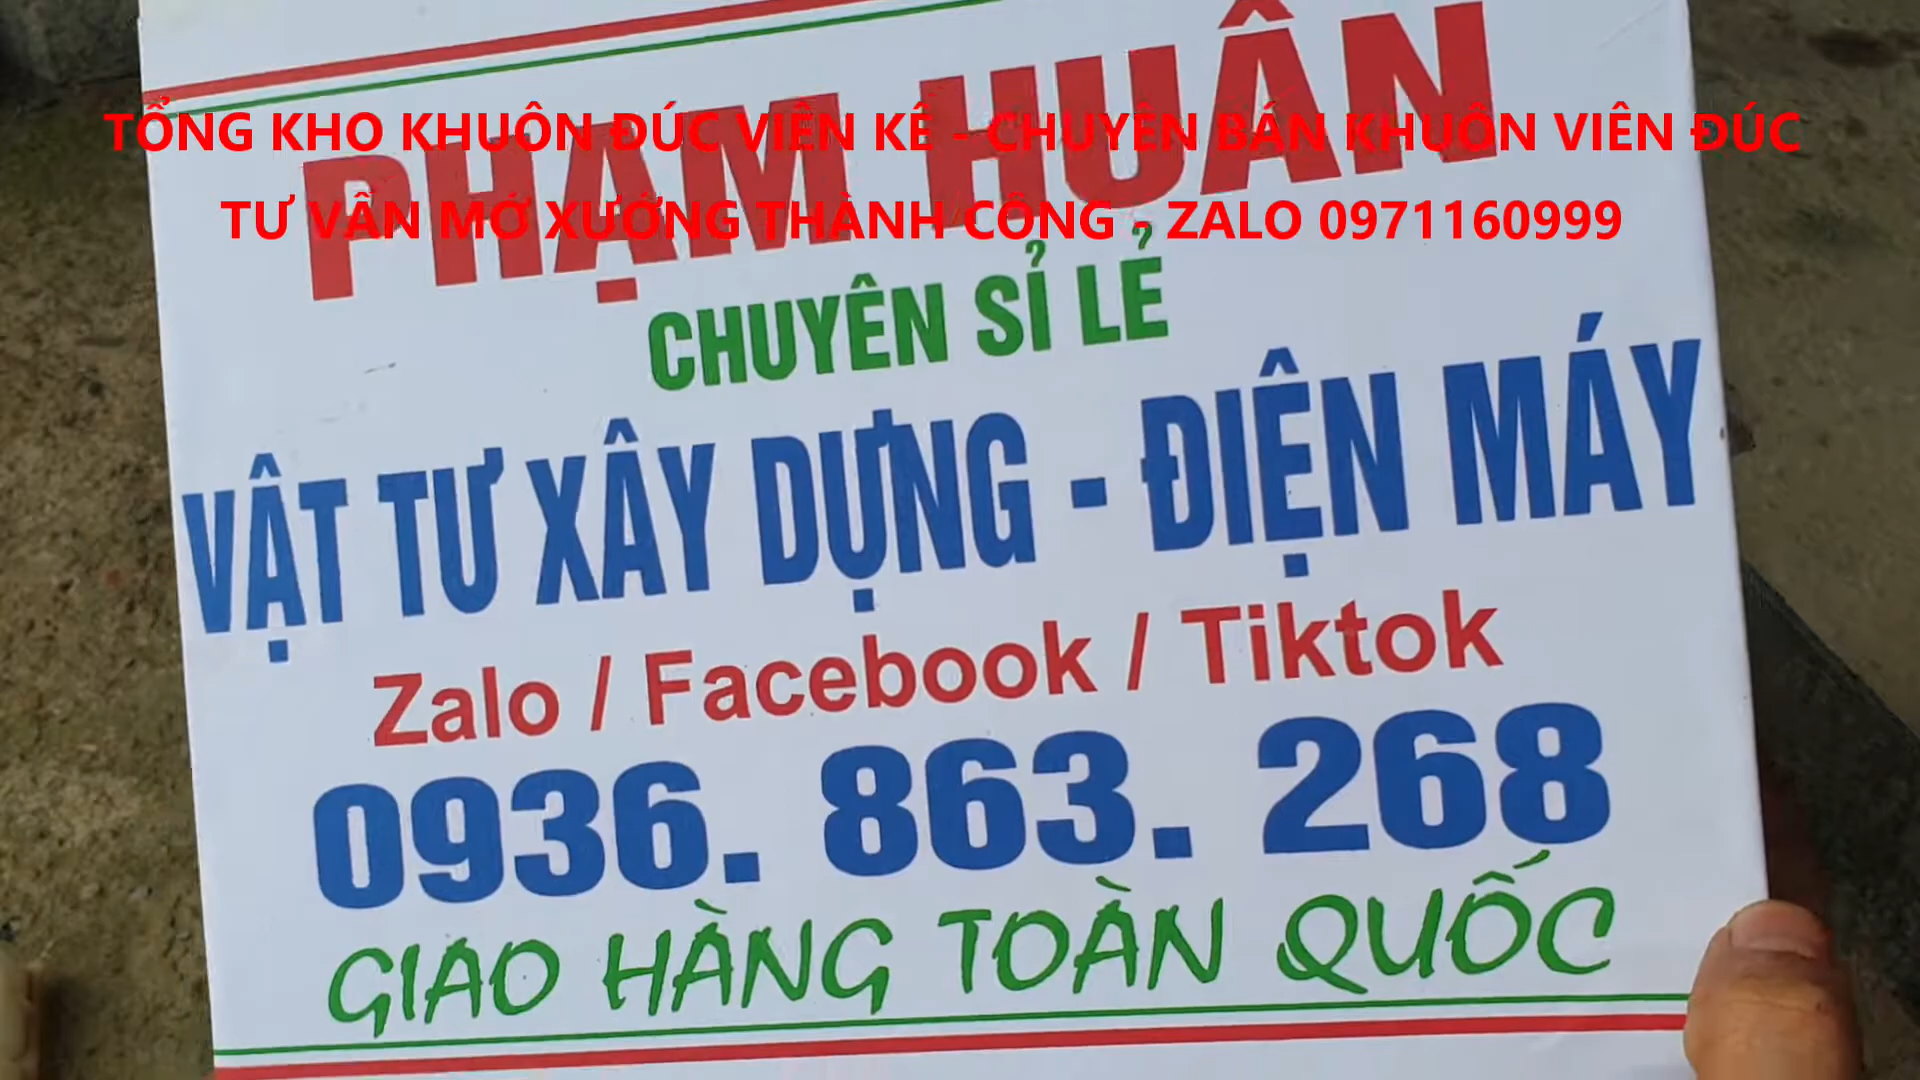 TỔNG KHO KHUÔN ĐÚC VIÊN KÊ - CHUYÊN BÁN KHUÔN VIÊN ĐÚC
PHẠM HUÂN
TƯ VẤN MỞ XƯỞNG THÀNH CÔNG - ZALO 0971160999
CHUYÊN SỈ LẺ
VẬT TƯ XÂY DỰNG - ĐIỆN MÁY
Zalo / Facebook / Tiktok
0936. 863. 268
GIAO HÀNG TOÀN QUỐC